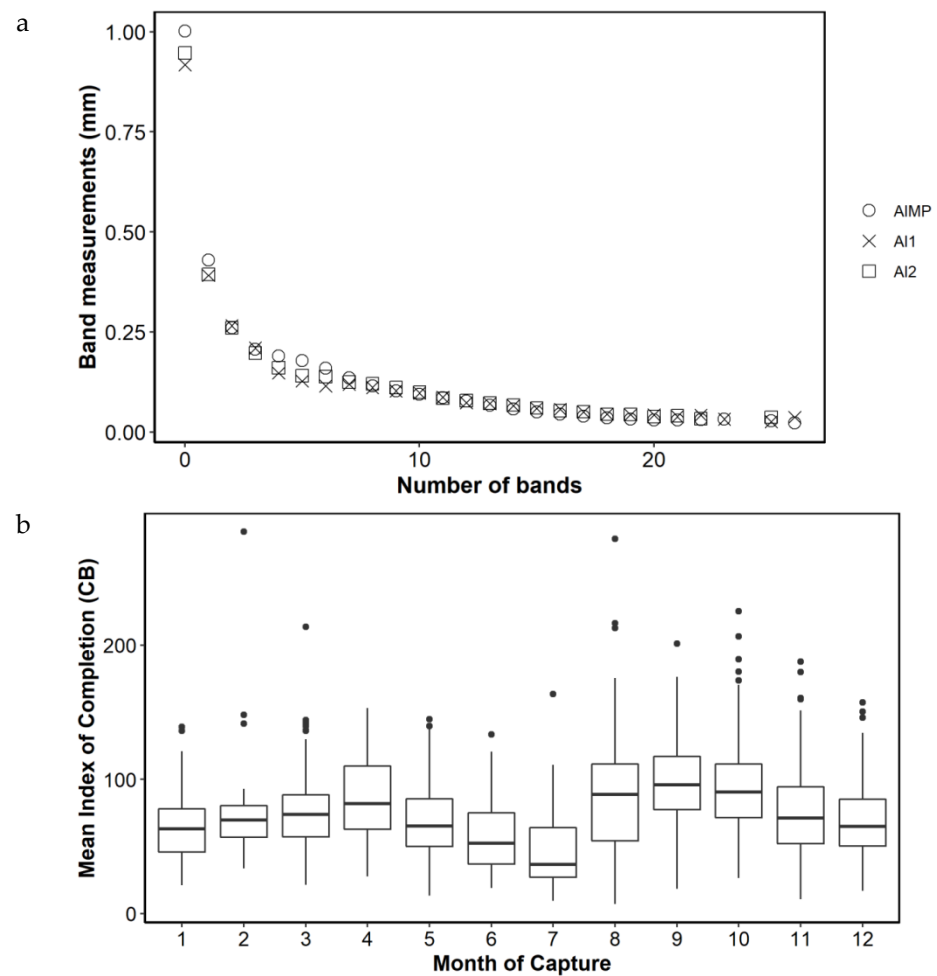 a
1.00
0.75
0.50
0.25
0.00
Band measurements (mm)
0 10 20
Number of bands
AIMP
AI1
AI2
b
200
100
0
Mean Index of Completion (CB)
1 2 3 4 5 6 7 8 9 10 11 12
Month of Capture